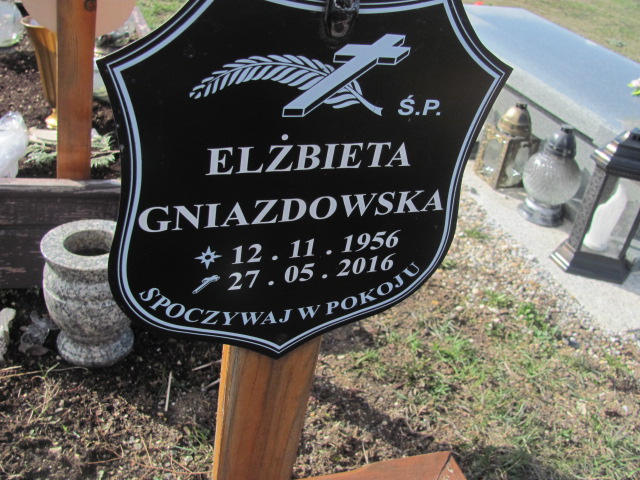 Ś.P.
ELŻBIETA
GNIAZDOWSKA
12.11.1956
27.05.2016
SPOCZYWAJ W POKOJU